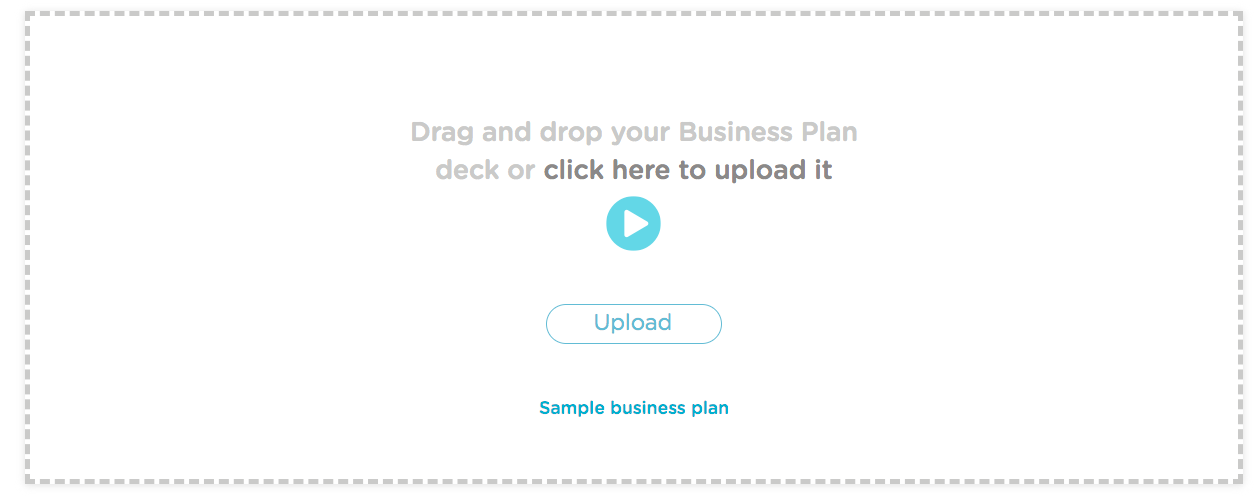 Drag and drop your Business Plan
deck or click here to upload it
Upload
Sample business plan